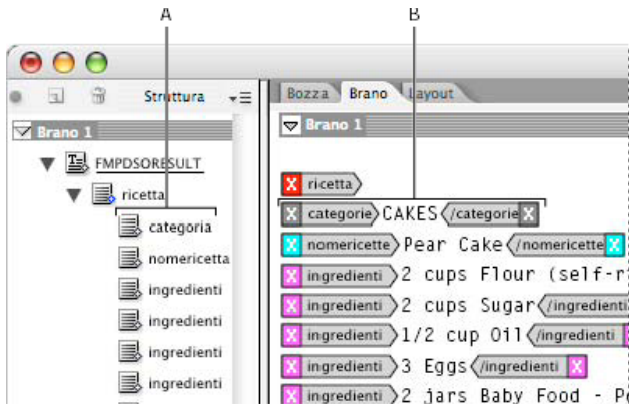 A
B
Struttura
Brano 1
FMPDSORESULT
ricetta
categoria
nomericetta
ingredienti
ingredienti
ingredienti
ingredienti
Bozza Brano Layout
Brano 1
ricetta
categorie CAKES /categorie
nomericette Pear Cake /nomericette
ingredienti 2 cups Flour (self-r
ingredienti 2 cups Sugar /ingredienti
ingredienti 1/2 cup Oil /ingredienti
ingredienti 3 Eggs /ingredienti
ingredienti 2 jars Baby Food - P